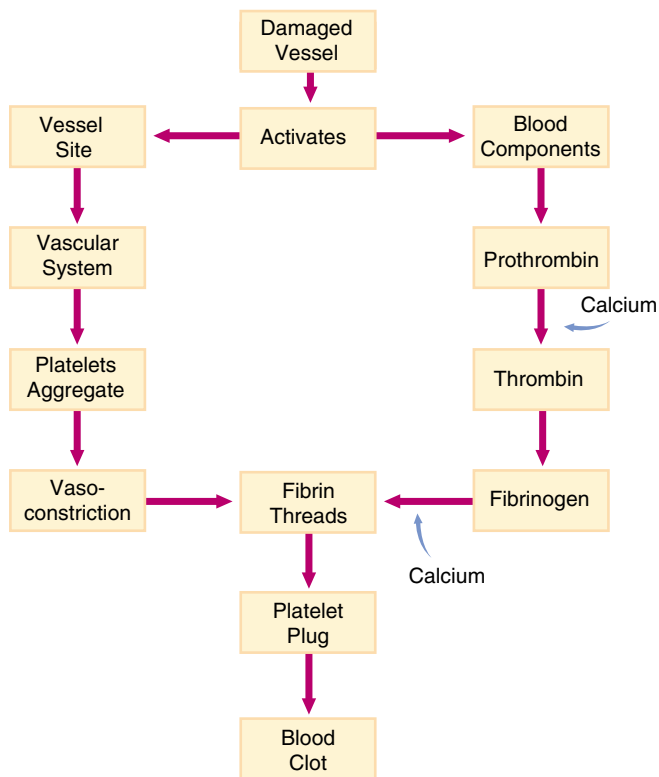 Damaged
Vessel
Vessel
Site
Activates
Blood
Components
Vascular
System
Prothrombin
Calcium
Platelets
Aggregate
Thrombin
Vaso-
constriction
Fibrin
Threads
Fibrinogen
Calcium
Platelet
Plug
Blood
Clot